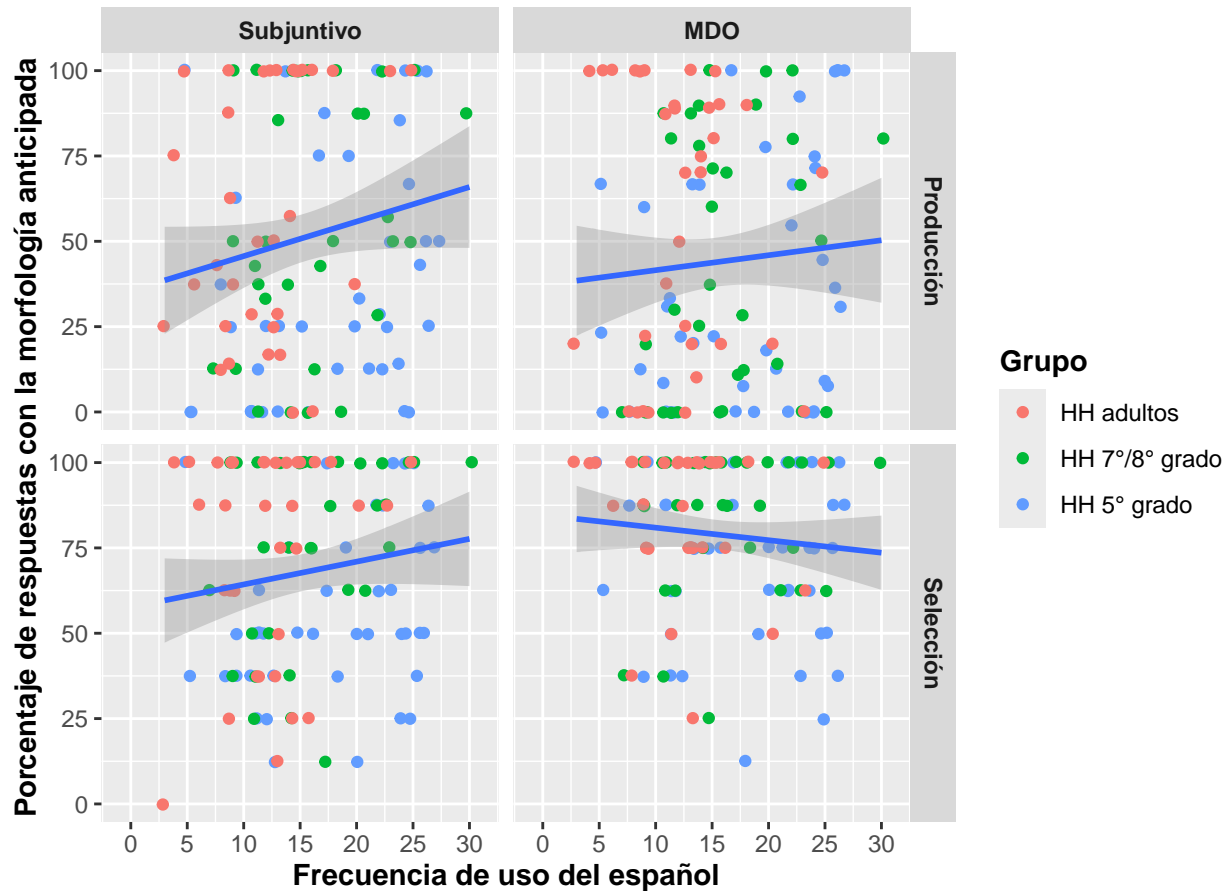 Subjuntivo
MDO
Porcentaje de respuestas con la morfología anticipada
100
75
50
25
0
Producción
100
75
50
25
0
Selección
0 5 10 15 20 25 30
0 5 10 15 20 25 30
Frecuencia de uso del español
Grupo
HH adultos
HH 7°/8° grado
HH 5° grado